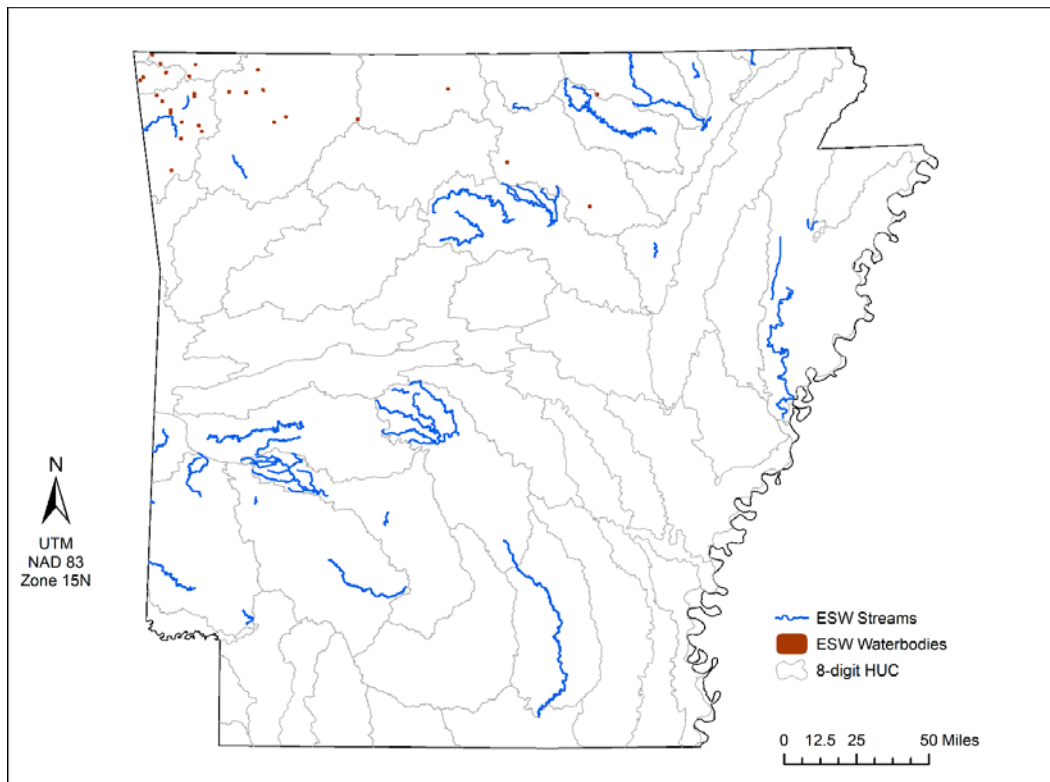 N
UTM
NAD 83
Zone 15N
ESW Streams
ESW Waterbodies
8-digit HUC
0 12.5 25 50 Miles